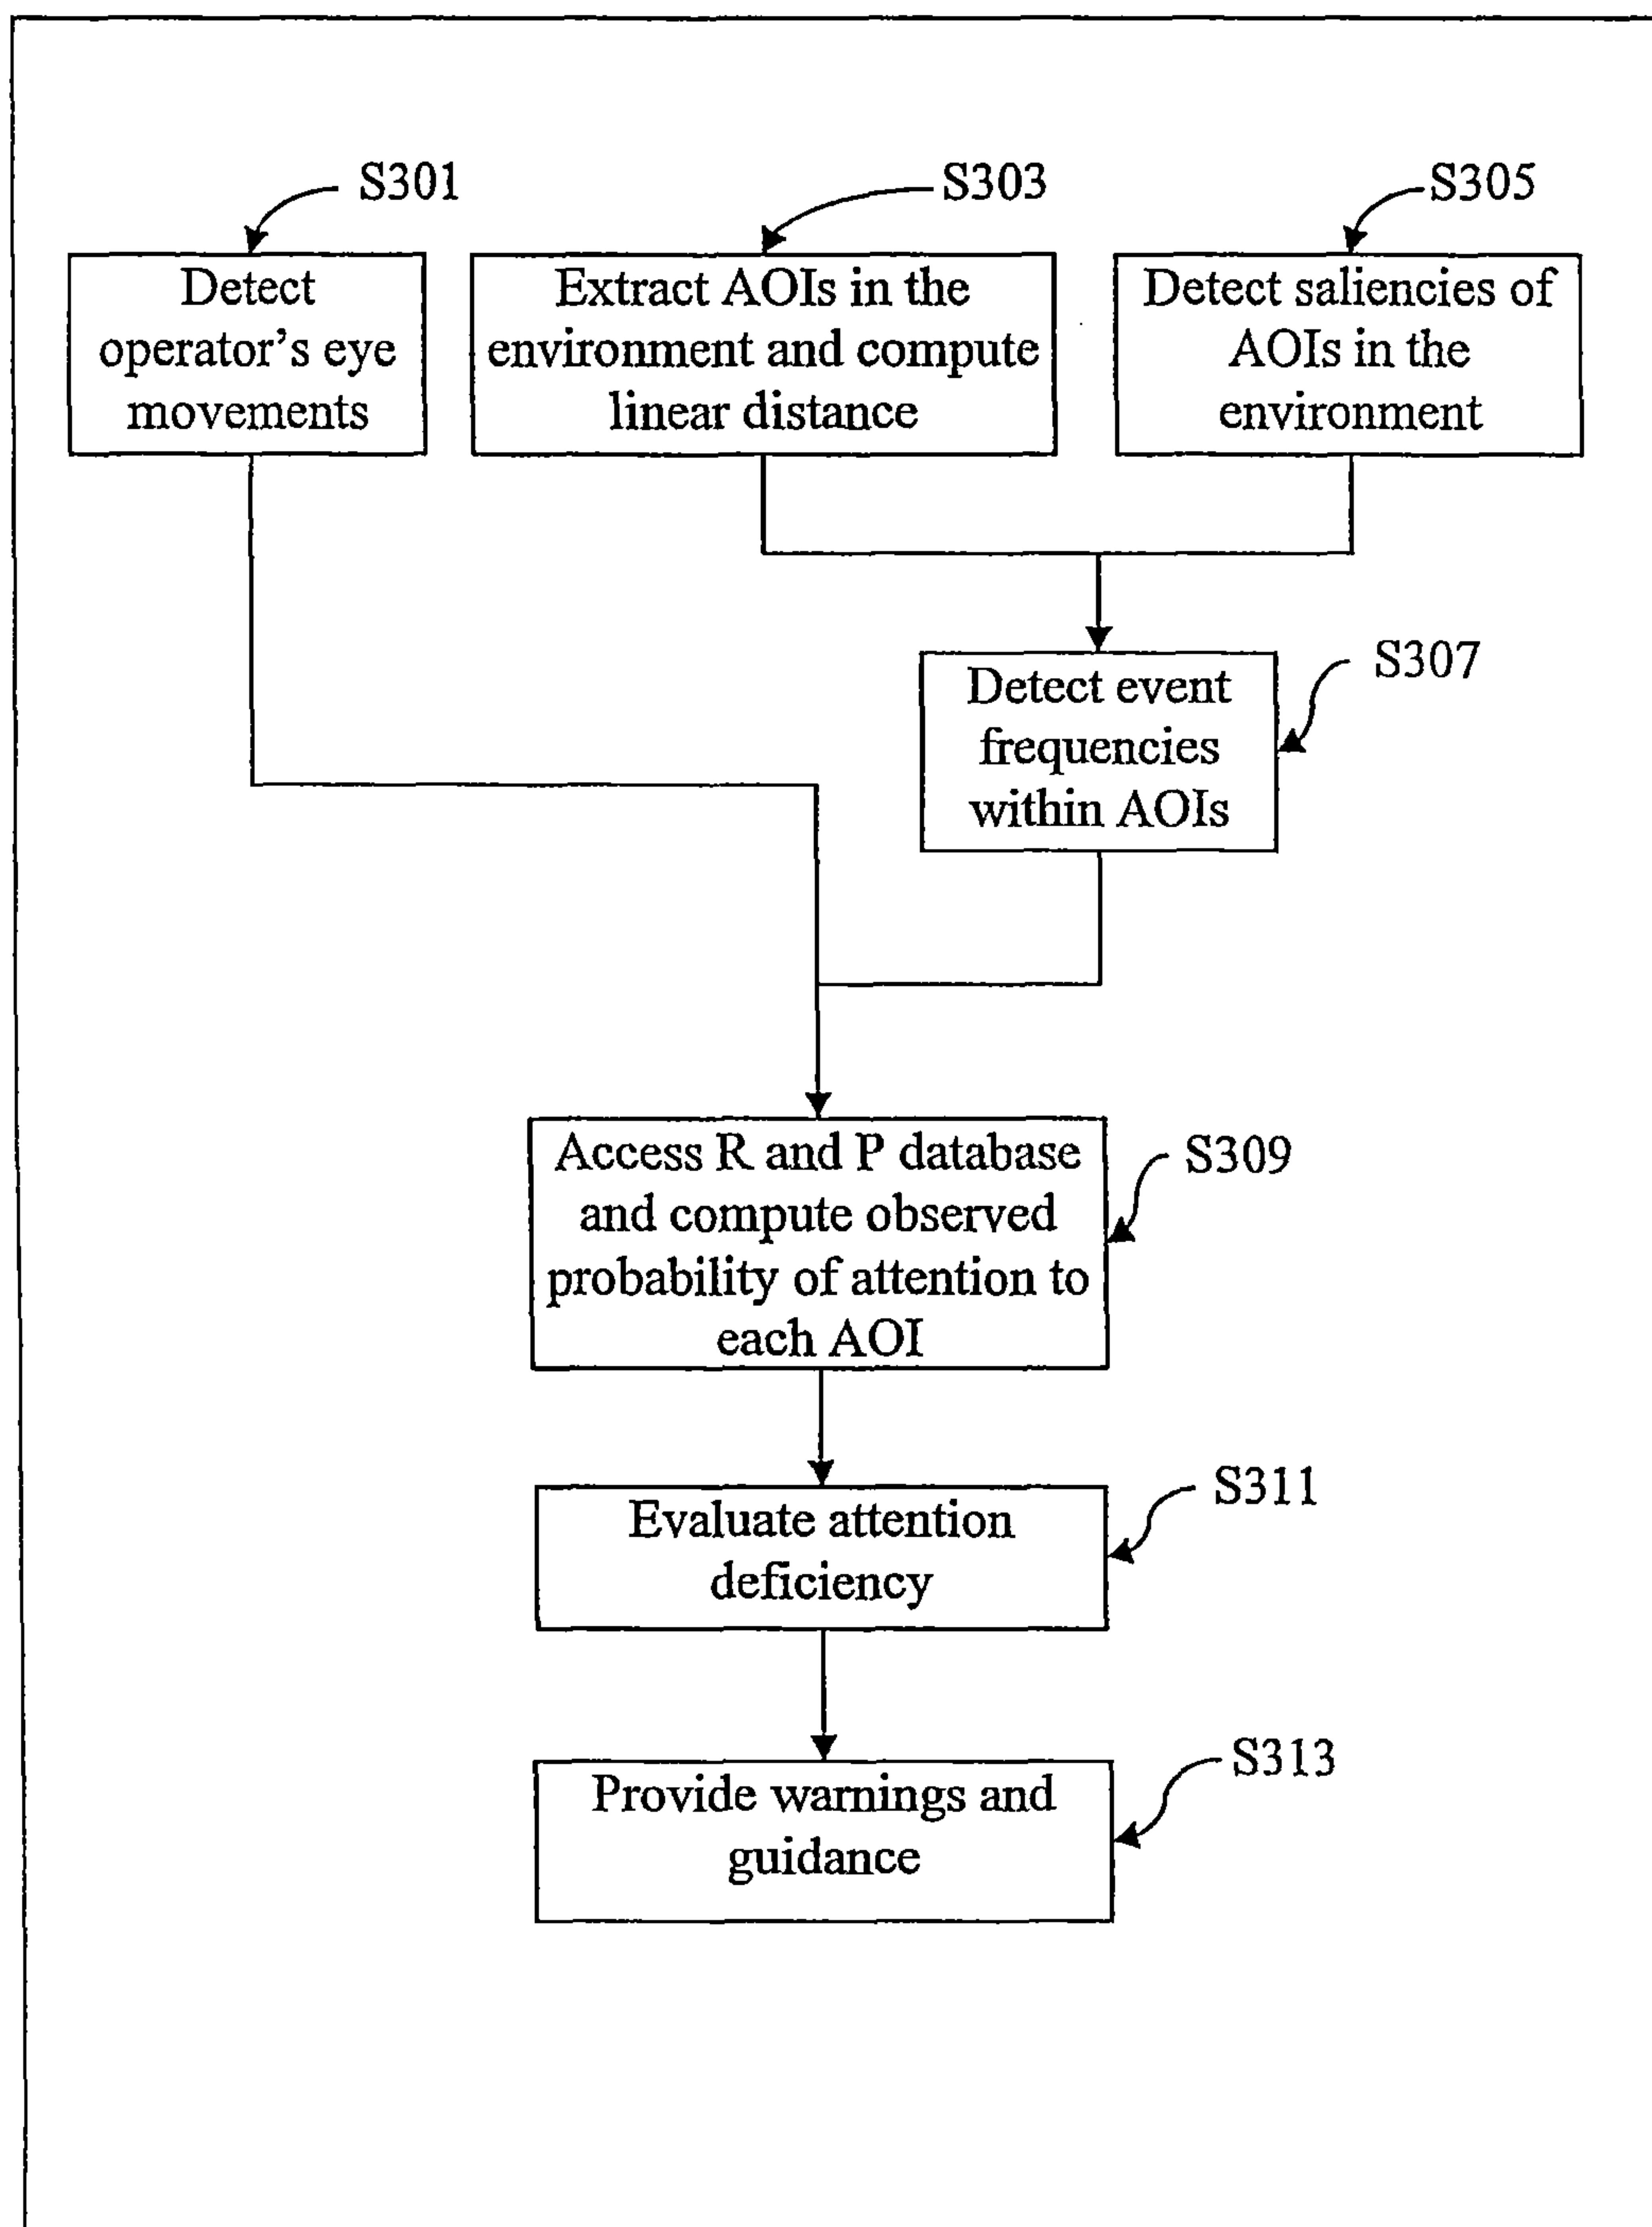 S301
S303
S305
Detect
operator's eye
movements
Extract AOIs in the
environment and compute
linear distance
Detect saliencies of
AOIs in the
environment
S307
Detect event
frequencies
within AOIs
Access R and P database
and compute observed
probability of attention to
each AOI
S309
Evaluate attention
deficiency
S311
Provide warnings and
guidance
S313